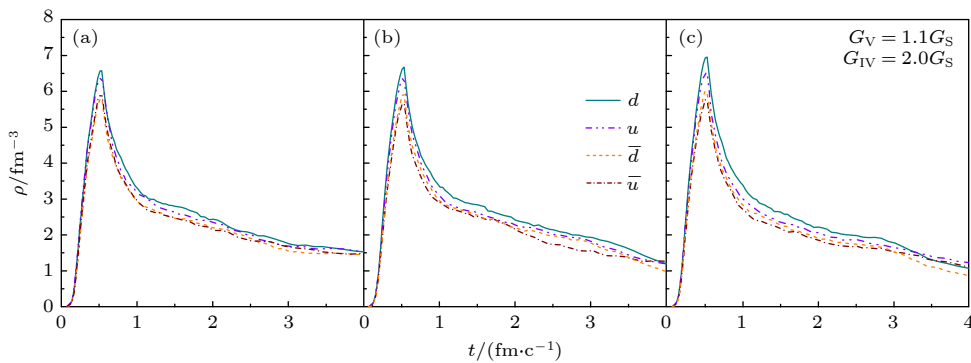 8
7
6
5
4
3
2
1
0
ρ/fm⁻³
(a)
(b)
(c)
G_V = 1.1G_S
G_IV = 2.0G_S
d
u
d̅
u̅
0 1 2 3 0 1 2 3 0 1 2 3 4
t/(fm·c⁻¹)